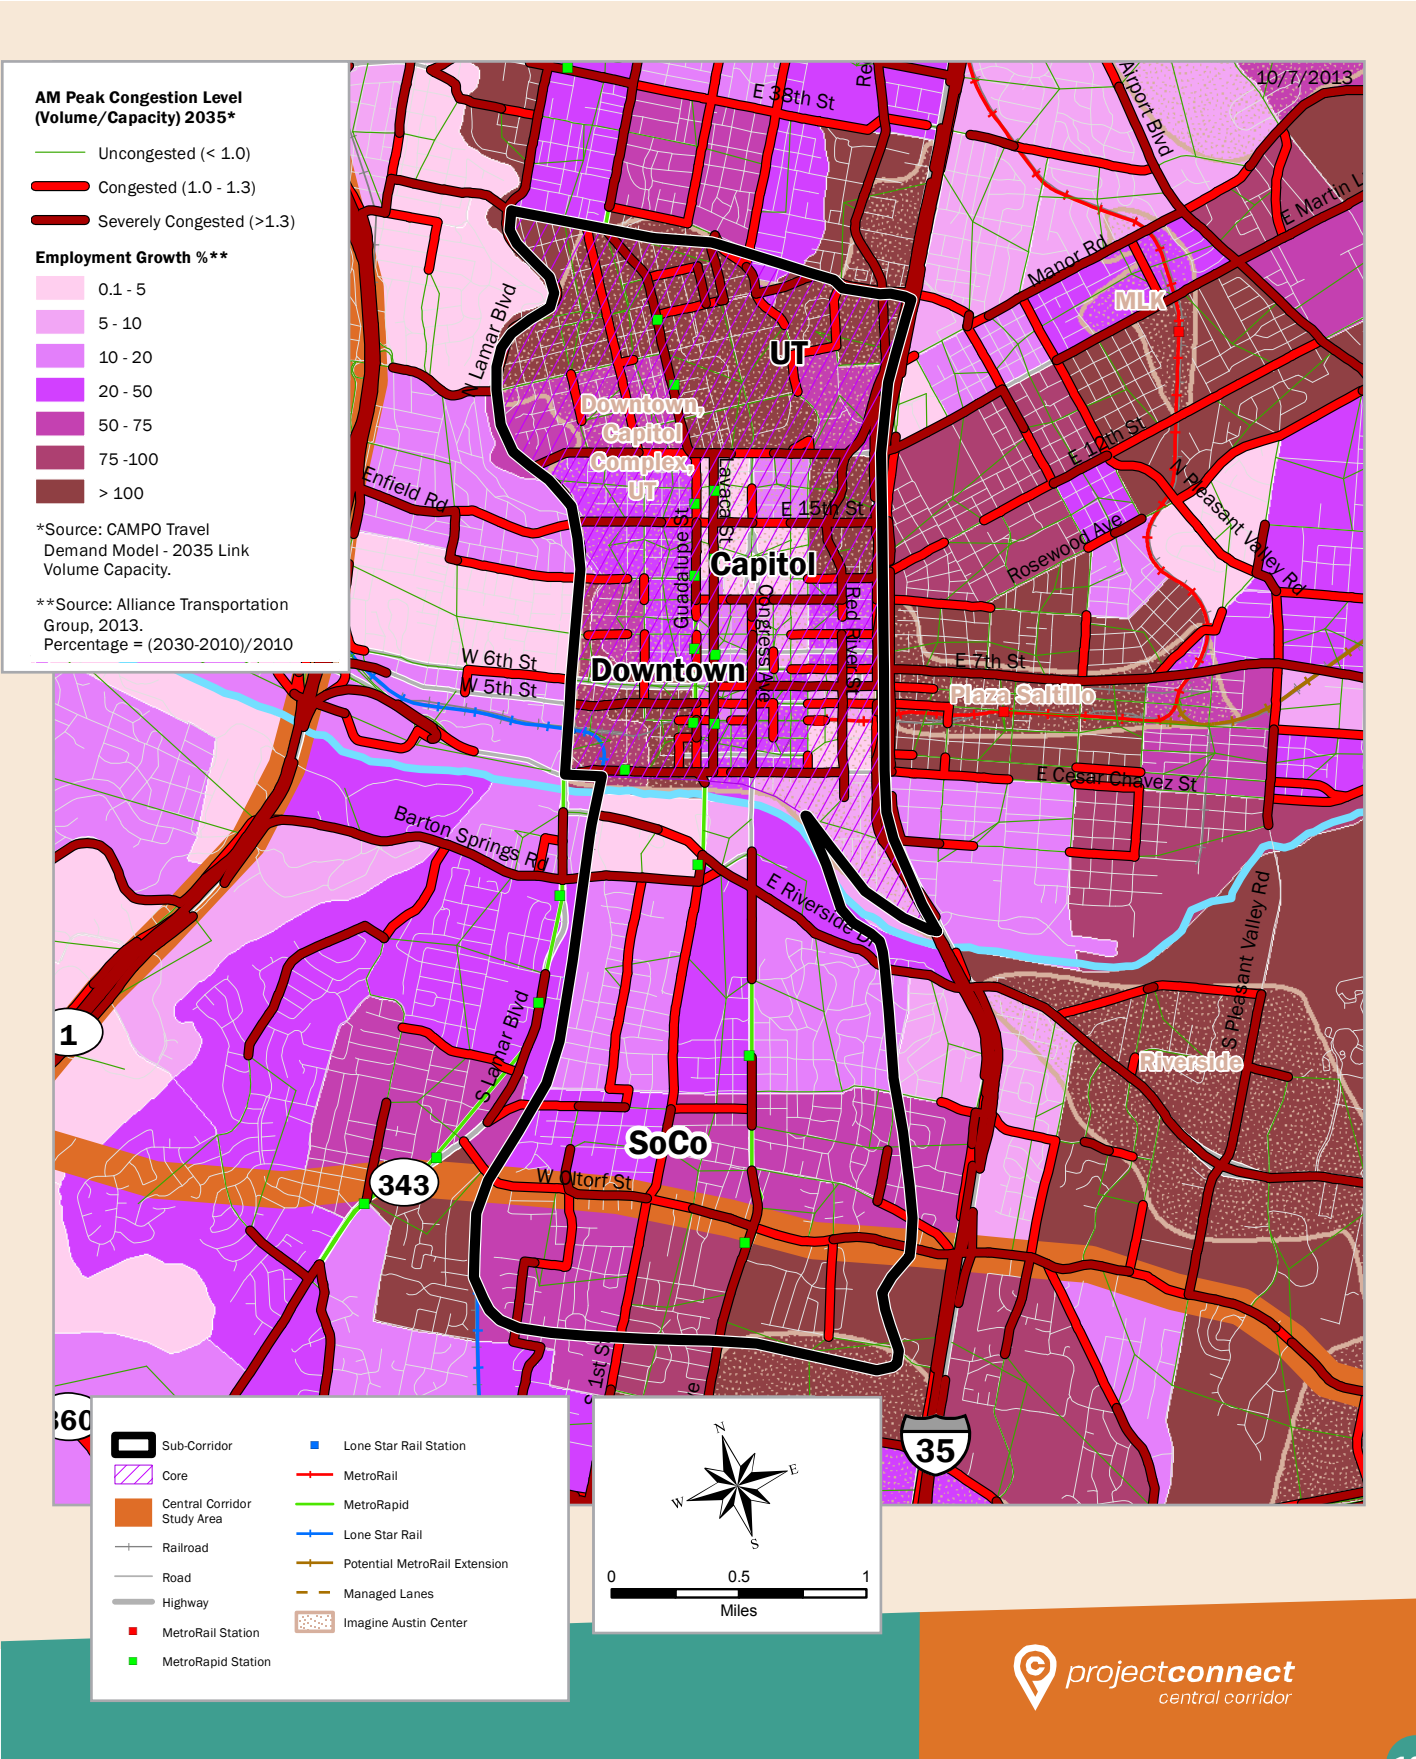 AM Peak Congestion Level
(Volume/Capacity) 2035*
Uncongested (< 1.0)
Congested (1.0 - 1.3)
Severely Congested (>1.3)
Employment Growth %**
0.1 - 5
5 - 10
10 - 20
20 - 50
50 - 75
75 -100
> 100
*Source: CAMPO Travel
Demand Model - 2035 Link
Volume Capacity.
**Source: Alliance Transportation
Group, 2013.
Percentage = (2030-2010)/2010
10/7/2013
E 38th St
Re
Airport Blvd
E Martin L
Manor Rd
MLK
N Lamar Blvd
UT
Downtown,
Capitol
Complex,
UT
E 12th St
Enfield Rd
Lavaca St
E 15th St
N Pleasant Valley Rd
Guadalupe St
Capitol
Rosewood Ave
Congress Ave
Red River St
W 6th St
W 5th St
Downtown
E 7th St
Plaza Saltillo
E Cesar Chavez St
Barton Springs Rd
E Riverside Dr
S Pleasant Valley Rd
1
S Lamar Blvd
Riverside
SoCo
343
W Oltorf St
S 1st S
ve
360
35
Sub-Corridor
Core
Central Corridor
Study Area
Railroad
Road
Highway
MetroRail Station
MetroRapid Station
Lone Star Rail Station
MetroRail
MetroRapid
Lone Star Rail
Potential MetroRail Extension
Managed Lanes
Imagine Austin Center
N
E
W
S
0 0.5 1
Miles
projectconnect
central corridor